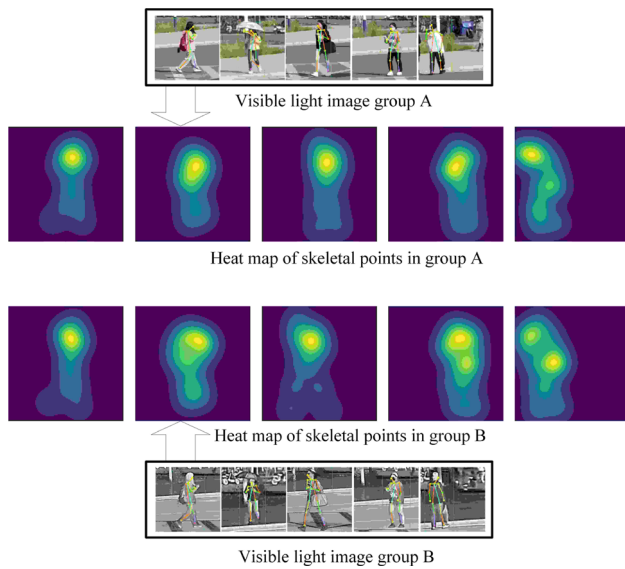 Visible light image group A
Heat map of skeletal points in group A
Heat map of skeletal points in group B
Visible light image group B